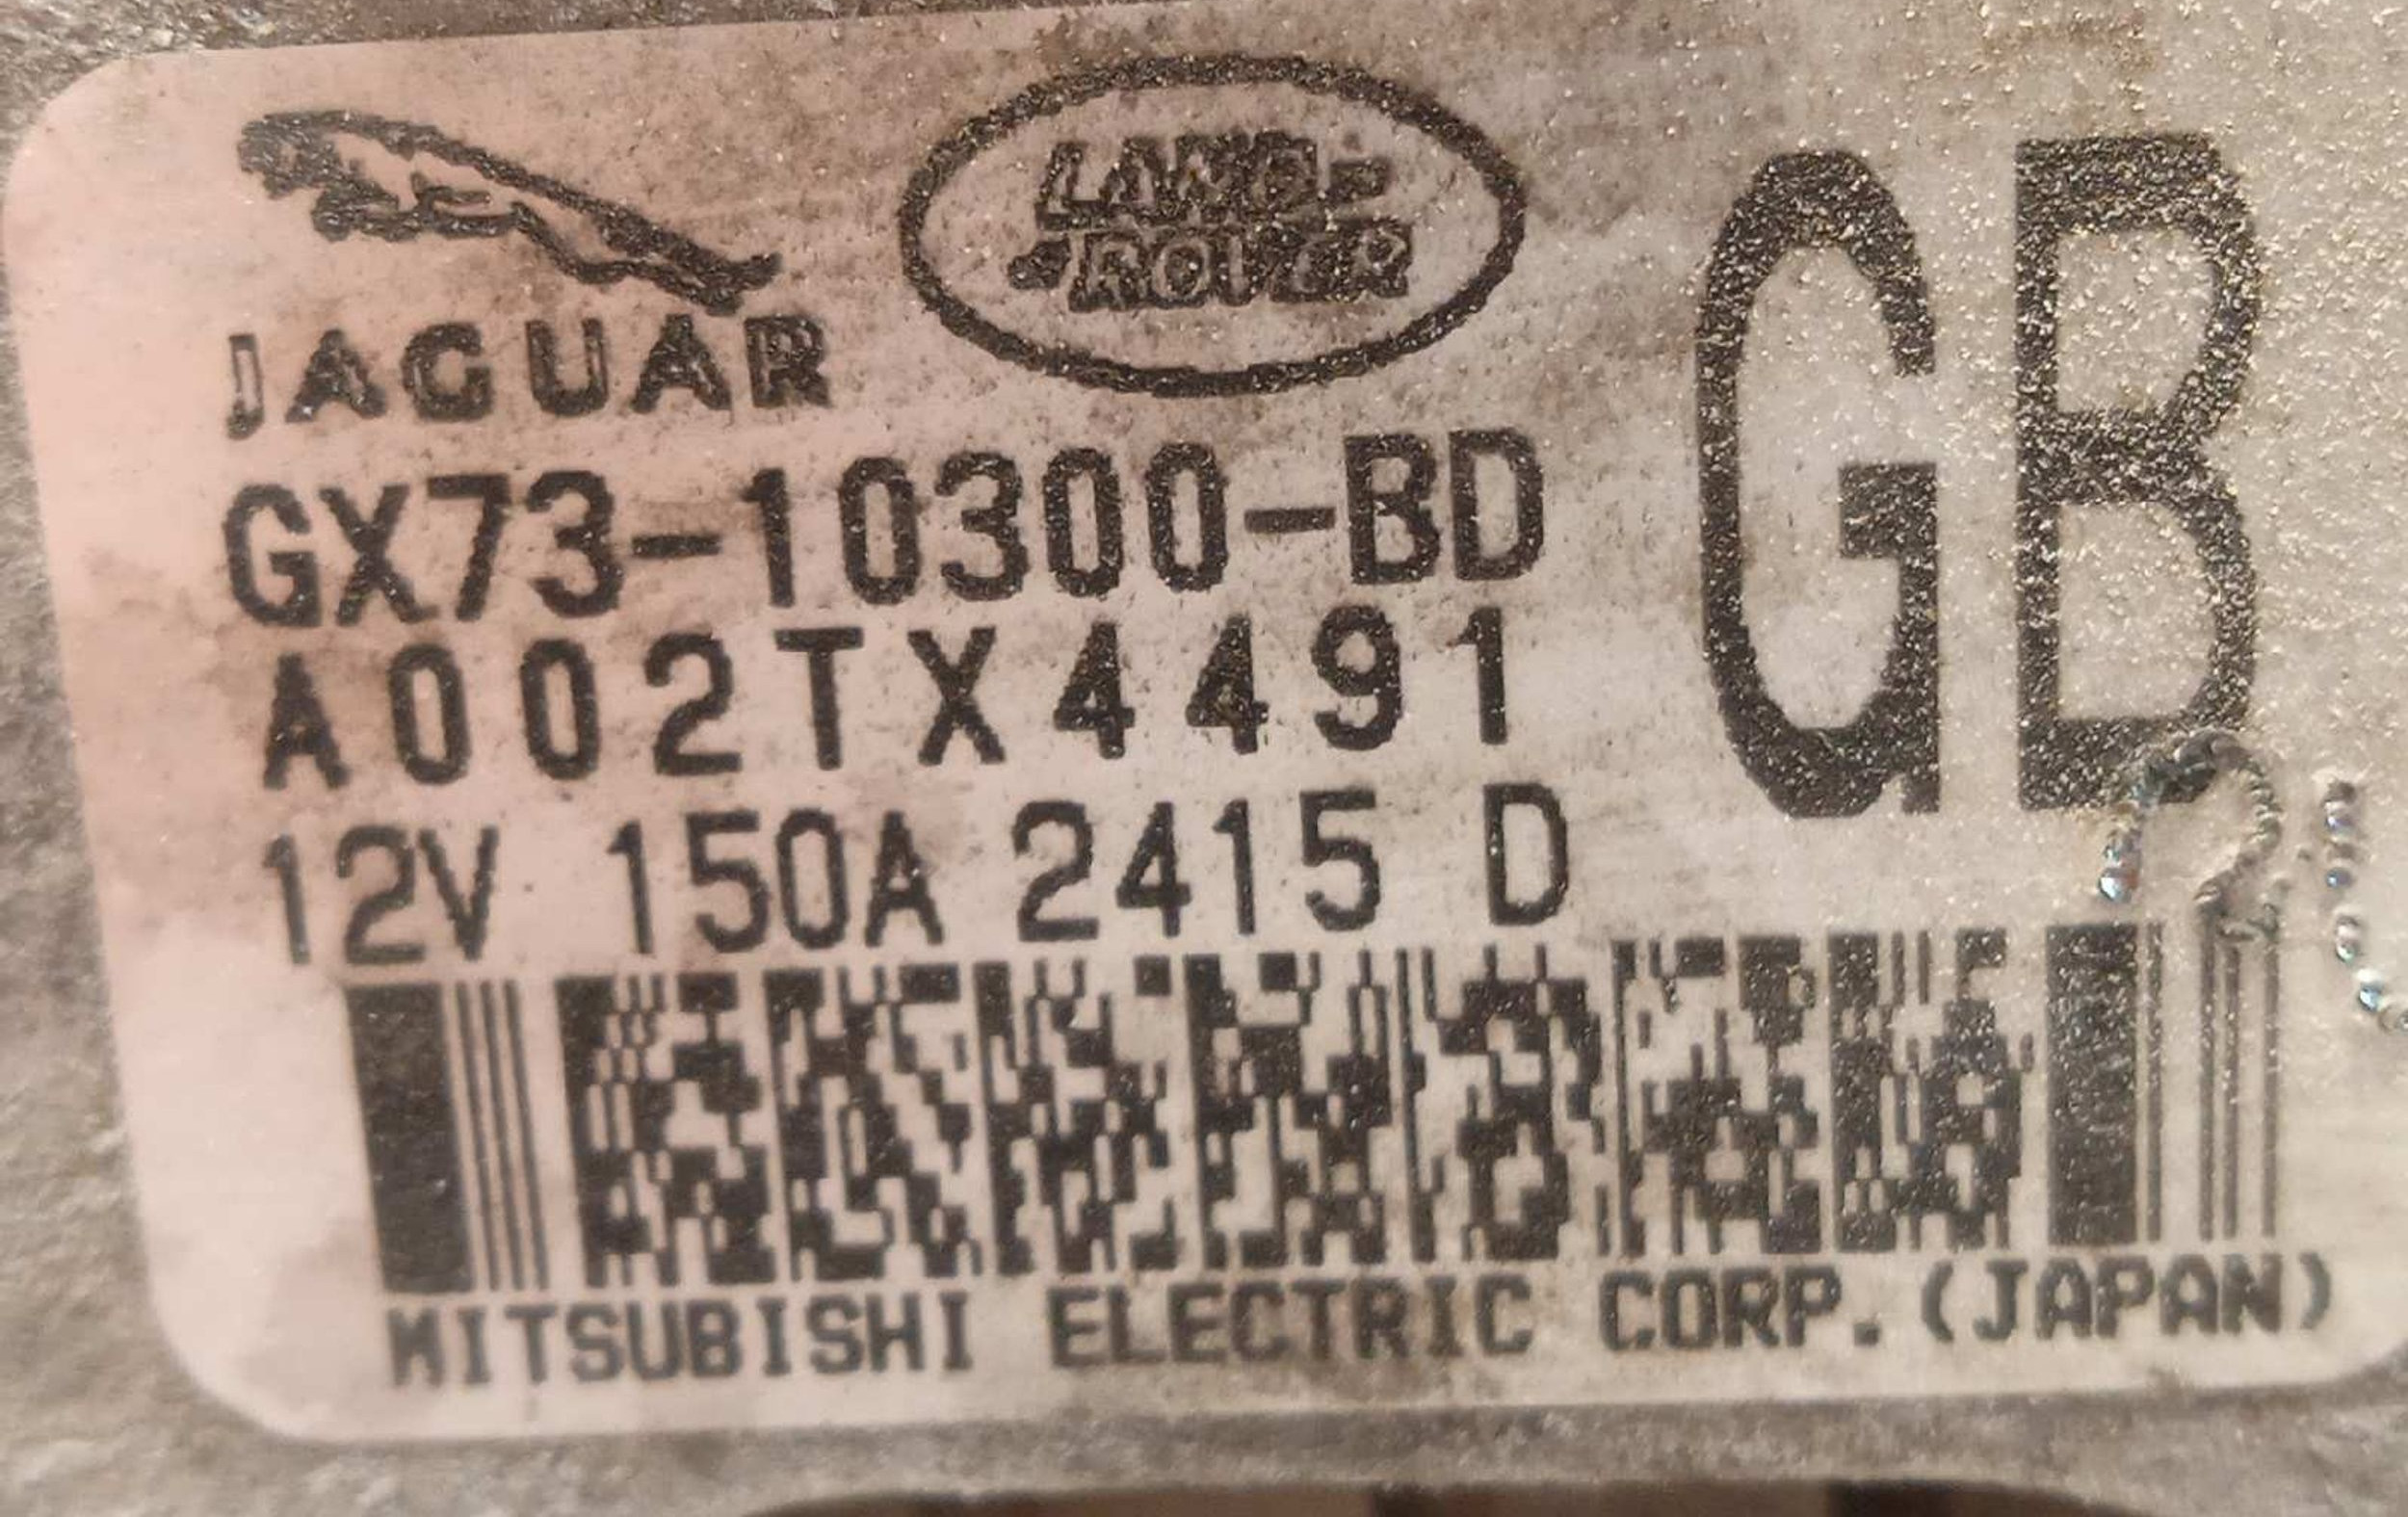 JAGUAR
LAND-
ROVER
GB
GX73-10300-BD
A002TX4491
12V 150A 2415 D
MITSUBISHI ELECTRIC CORP.(JAPAN)